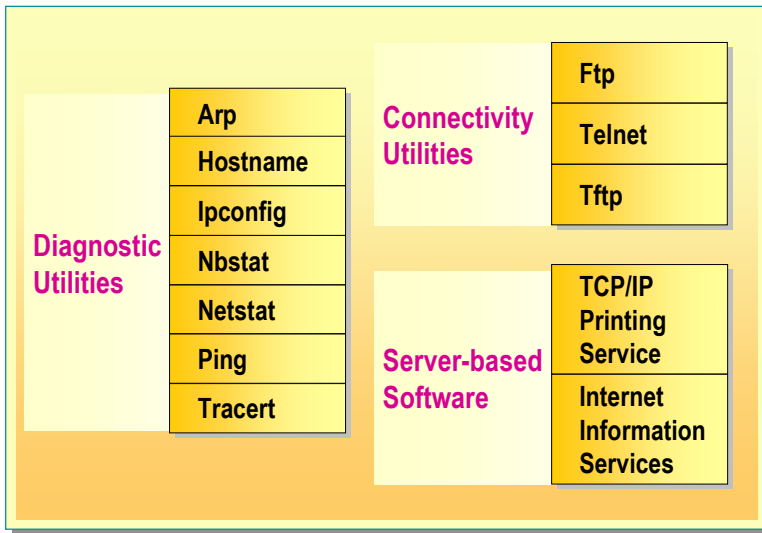 Diagnostic
Utilities
Arp
Hostname
Ipconfig
Nbstat
Netstat
Ping
Tracert
Connectivity
Utilities
Ftp
Telnet
Tftp
Server-based
Software
TCP/IP
Printing
Service
Internet
Information
Services